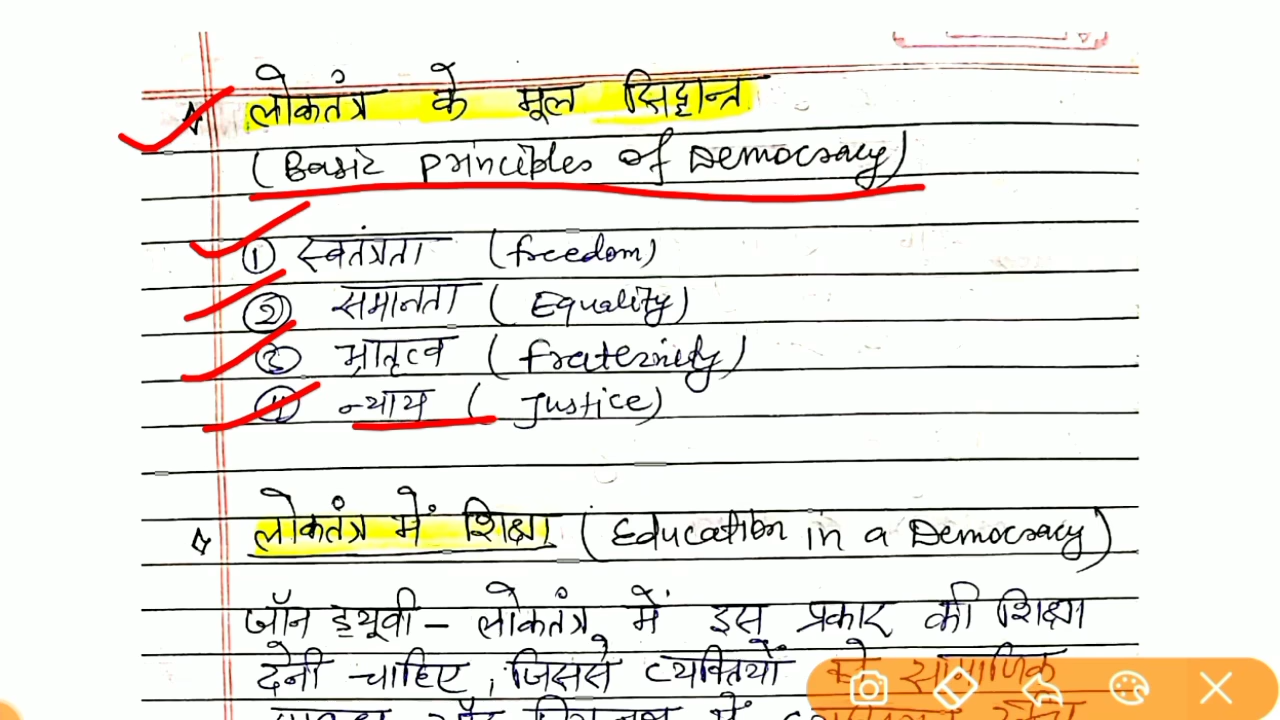 लोकतंत्र के मूल सिद्वान्त
(Basic principles of Democracy)
① स्वतंत्रता (freedom)
② समानता (Equality)
③ भ्रातृत्व (fraternity)
④ न्याय (Justice)
लोकतंत्र में शिक्षा (Education in a Democracy)
जॉन ड्यूवी – लोकतंत्र में इस प्रकार की शिक्षा
देनी चाहिए, जिससे व्यक्तियों को सामाजिक